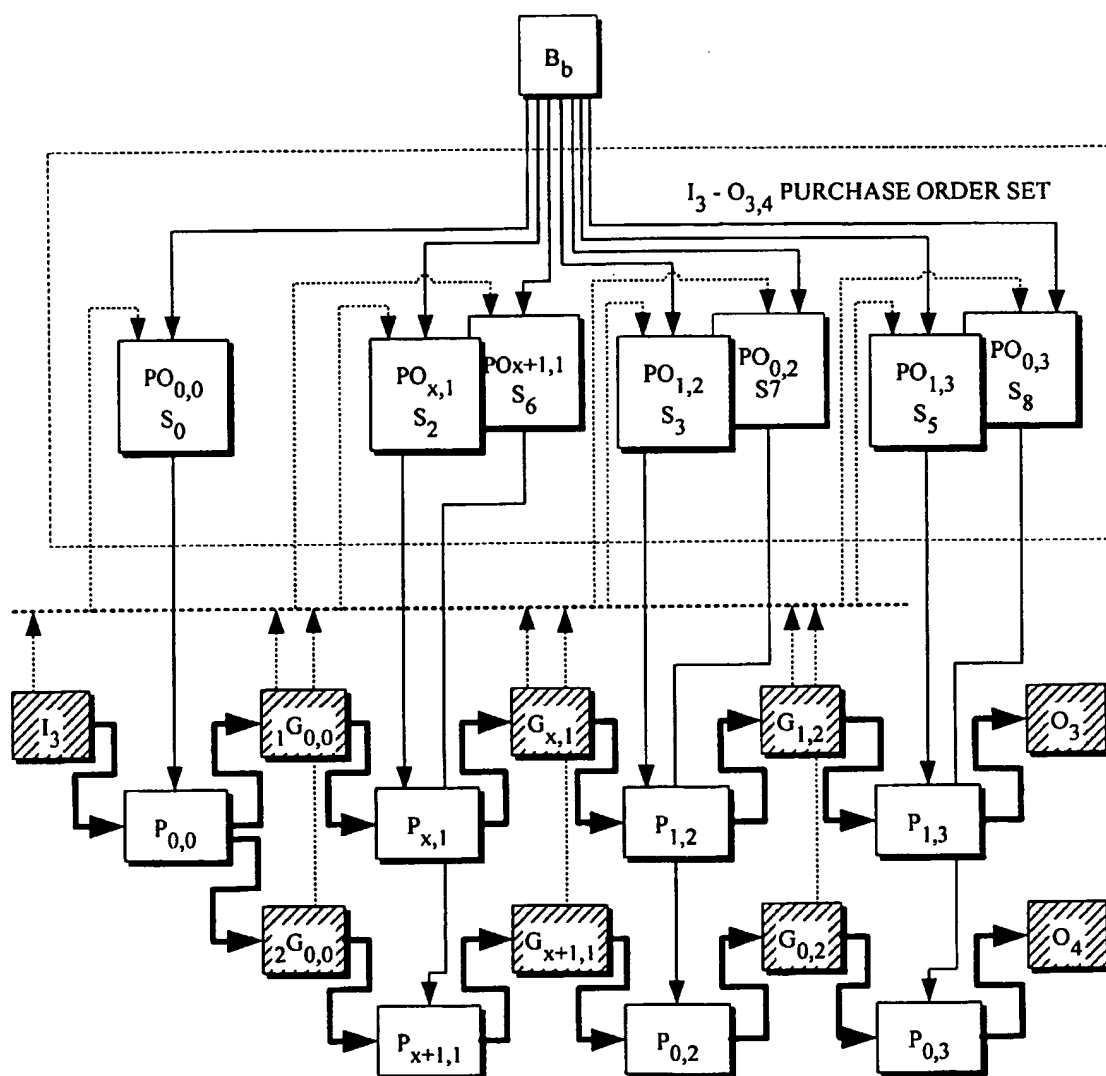 B_b
I_3 - O_3,4 PURCHASE ORDER SET
PO_0,0
S_0
PO_x,1
S_2
POx+1,1
S_6
PO_1,2
S_3
PO_0,2
S7
PO_1,3
S_5
PO_0,3
S_8
I_3
1G_0,0
G_x,1
G_1,2
O_3
P_0,0
P_x,1
P_1,2
P_1,3
2G_0,0
G_x+1,1
G_0,2
O_4
P_x+1,1
P_0,2
P_0,3